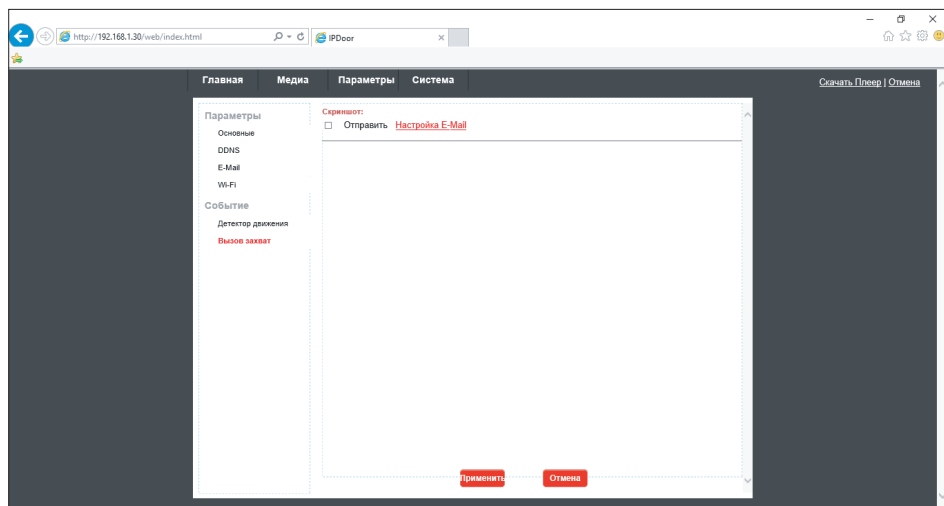 http://192.168.1.30/web/index.html
IPDoor
Главная Медиа Параметры Система
Скачать Плеер | Отмена
Параметры
Основные
DDNS
E-Mail
Wi-Fi
Событие
Детектор движения
Вызов захват
Скриншот:
Отправить Настройка E-Mail
Применить Отмена